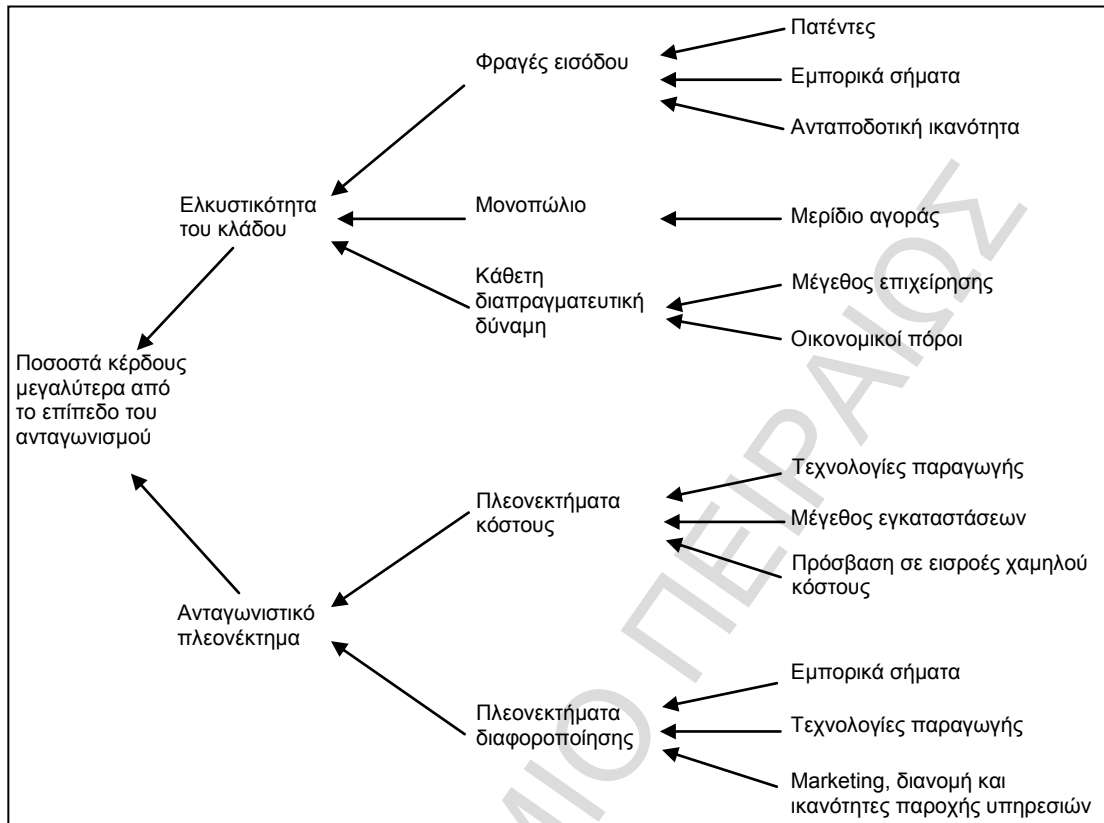 Πατέντες
Φραγές εισόδου
Εμπορικά σήματα
Ανταποδοτική ικανότητα
Ελκυστικότητα
του κλάδου
Μονοπώλιο
Μερίδιο αγοράς
Κάθετη
διαπραγματευτική
δύναμη
Μέγεθος επιχείρησης
Οικονομικοί πόροι
Ποσοστά κέρδους
μεγαλύτερα από
το επίπεδο του
ανταγωνισμού
Πλεονεκτήματα
κόστους
Τεχνολογίες παραγωγής
Μέγεθος εγκαταστάσεων
Πρόσβαση σε εισροές χαμηλού
κόστους
Ανταγωνιστικό
πλεονέκτημα
Πλεονεκτήματα
διαφοροποίησης
Εμπορικά σήματα
Τεχνολογίες παραγωγής
Marketing, διανομή και
ικανότητες παροχής υπηρεσιών
ΜΙΟ ΠΕΙΡΑΙΩΣ